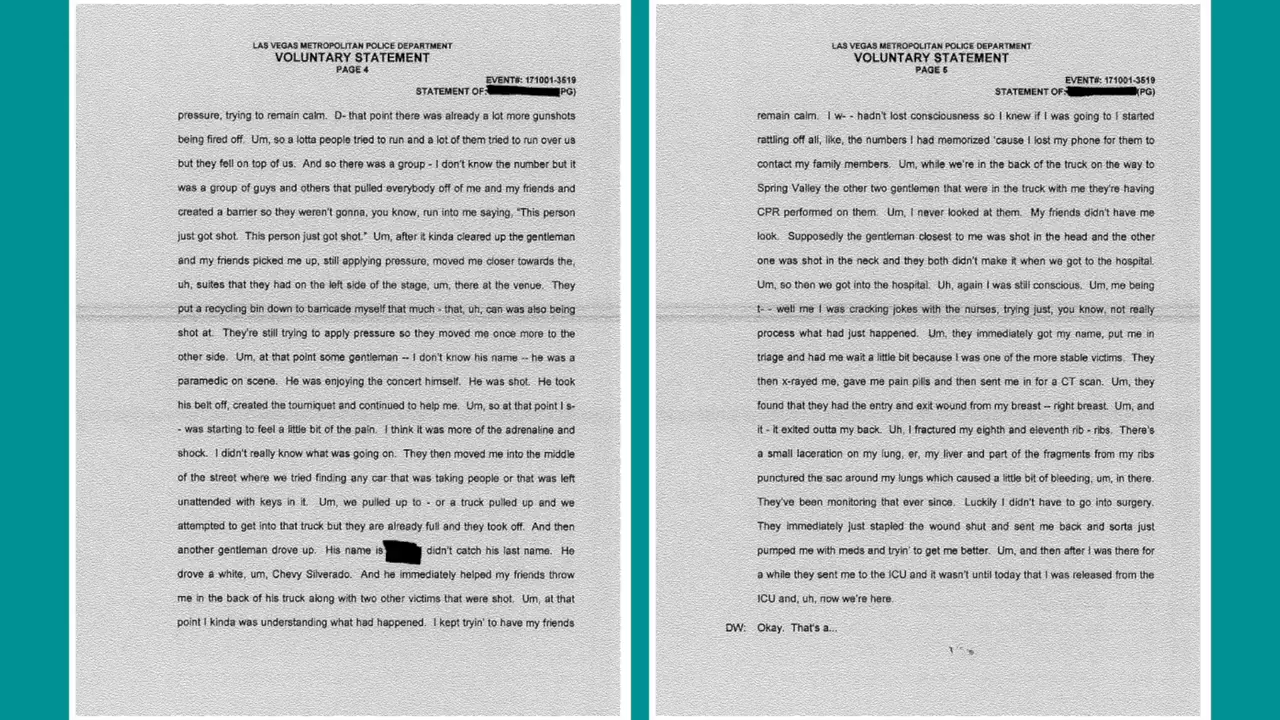 LAS VEGAS METROPOLITAN POLICE DEPARTMENT
VOLUNTARY STATEMENT
PAGE 4
EVENT#: 171001-3519
STATEMENT OF: (PG)
pressure, trying to remain calm. D- that point there was already a lot more gunshots
being fired off. Um, so a lotta people tried to run and a lot of them tried to run over us
but they fell on top of us. And so there was a group - I don't know the number but it
was a group of guys and others that pulled everybody off of me and my friends and
created a barrier so they weren't gonna, you know, run into me saying, "This person
just got shot. This person just got shot." Um, after it kinda cleared up the gentleman
and my friends picked me up, still applying pressure, moved me closer towards the,
uh, suites that they had on the left side of the stage, um, there at the venue. They
put a recycling bin down to barricade myself that much - that, uh, can was also being
shot at. They're still trying to apply pressure so they moved me once more to the
other side. Um, at that point some gentleman -- I don't know his name -- he was a
paramedic on scene. He was enjoying the concert himself. He was shot. He took
his belt off, created the tourniquet and continued to help me. Um, so at that point I s-
- was starting to feel a little bit of the pain. I think it was more of the adrenaline and
shock. I didn't really know what was going on. They then moved me into the middle
of the street where we tried finding any car that was taking people or that was left
unattended with keys in it. Um, we pulled up to - or a truck pulled up and we
attempted to get into that truck but they are already full and they took off. And then
another gentleman drove up. His name is didn't catch his last name. He
drove a white, um, Chevy Silverado. And he immediately helped my friends throw
me in the back of his truck along with two other victims that were shot. Um, at that
point I kinda was understanding what had happened. I kept tryin' to have my friends
LAS VEGAS METROPOLITAN POLICE DEPARTMENT
VOLUNTARY STATEMENT
PAGE 5
EVENT#: 171001-3519
STATEMENT OF: (PG)
remain calm. I w- - hadn't lost consciousness so I knew if I was going to I started
rattling off all, like, the numbers I had memorized 'cause I lost my phone for them to
contact my family members. Um, while we're in the back of the truck on the way to
Spring Valley the other two gentlemen that were in the truck with me they're having
CPR performed on them. Um, I never looked at them. My friends didn't have me
look. Supposedly the gentleman closest to me was shot in the head and the other
one was shot in the neck and they both didn't make it when we got to the hospital.
Um, so then we got into the hospital. Uh, again I was still conscious. Um, me being
t- - well me I was cracking jokes with the nurses, trying just, you know, not really
process what had just happened. Um, they immediately got my name, put me in
triage and had me wait a little bit because I was one of the more stable victims. They
then x-rayed me, gave me pain pills and then sent me in for a CT scan. Um, they
found that they had the entry and exit wound from my breast -- right breast. Um, and
it - it exited outta my back. Uh, I fractured my eighth and eleventh rib - ribs. There's
a small laceration on my lung, er, my liver and part of the fragments from my ribs
punctured the sac around my lungs which caused a little bit of bleeding, um, in there.
They've been monitoring that ever since. Luckily I didn't have to go into surgery.
They immediately just stapled the wound shut and sent me back and sorta just
pumped me with meds and tryin' to get me better. Um, and then after I was there for
a while they sent me to the ICU and it wasn't until today that I was released from the
ICU and, uh, now we're here.
DW: Okay. That's a...